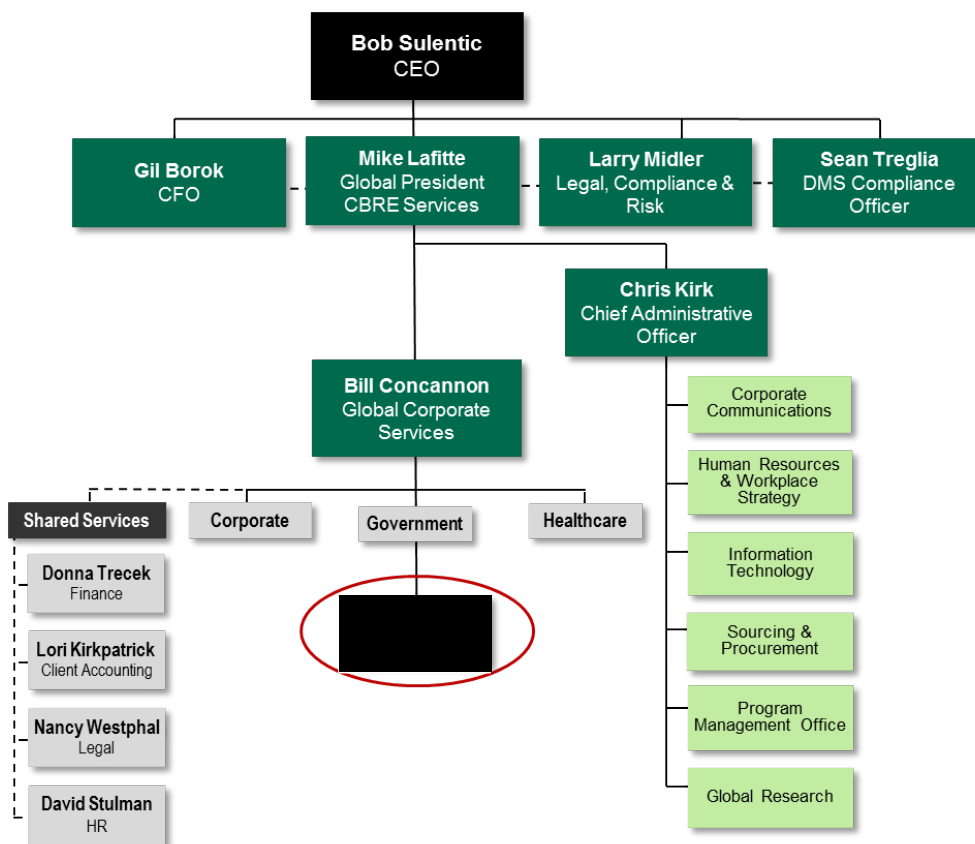 Bob Sulentic
CEO
Gil Borok
CFO
Mike Lafitte
Global President
CBRE Services
Larry Midler
Legal, Compliance &
Risk
Sean Treglia
DMS Compliance
Officer
Chris Kirk
Chief Administrative
Officer
Bill Concannon
Global Corporate
Services
Corporate
Communications
Human Resources
& Workplace
Strategy
Information
Technology
Sourcing &
Procurement
Program
Management Office
Global Research
Shared Services
Corporate
Government
Healthcare
Donna Trecek
Finance
Lori Kirkpatrick
Client Accounting
Nancy Westphal
Legal
David Stulman
HR